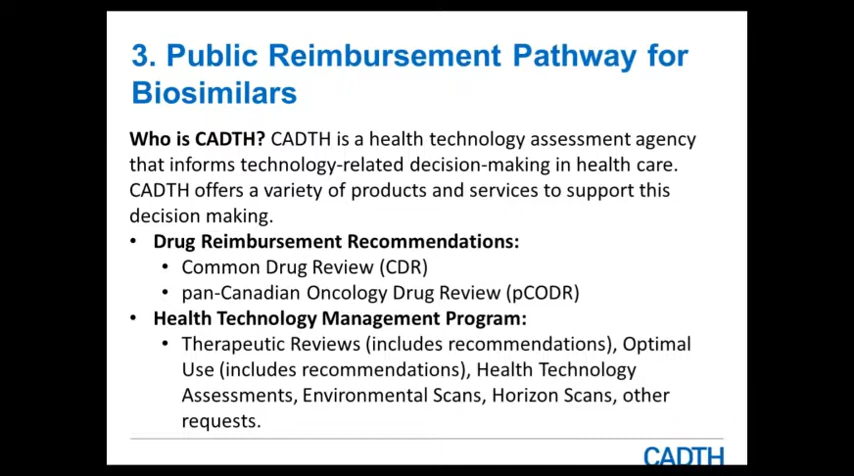 3. Public Reimbursement Pathway for
Biosimilars
Who is CADTH? CADTH is a health technology assessment agency
that informs technology-related decision-making in health care.
CADTH offers a variety of products and services to support this
decision making.
• Drug Reimbursement Recommendations:
• Common Drug Review (CDR)
• pan-Canadian Oncology Drug Review (pCODR)
• Health Technology Management Program:
• Therapeutic Reviews (includes recommendations), Optimal
Use (includes recommendations), Health Technology
Assessments, Environmental Scans, Horizon Scans, other
requests.
CADTH